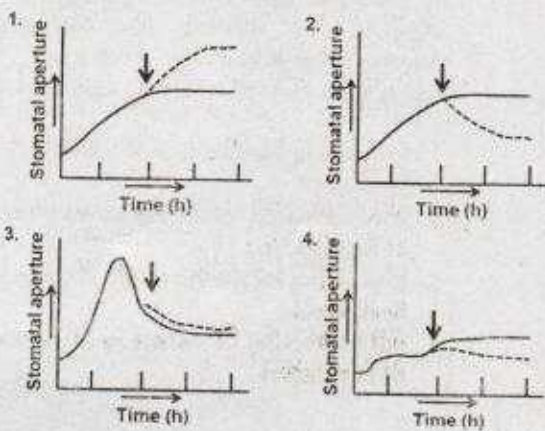 1.
Stomatal aperture
Time (h)
2.
Stomatal aperture
Time (h)
3.
Stomatal aperture
Time (h)
4.
Stomatal aperture
Time (h)